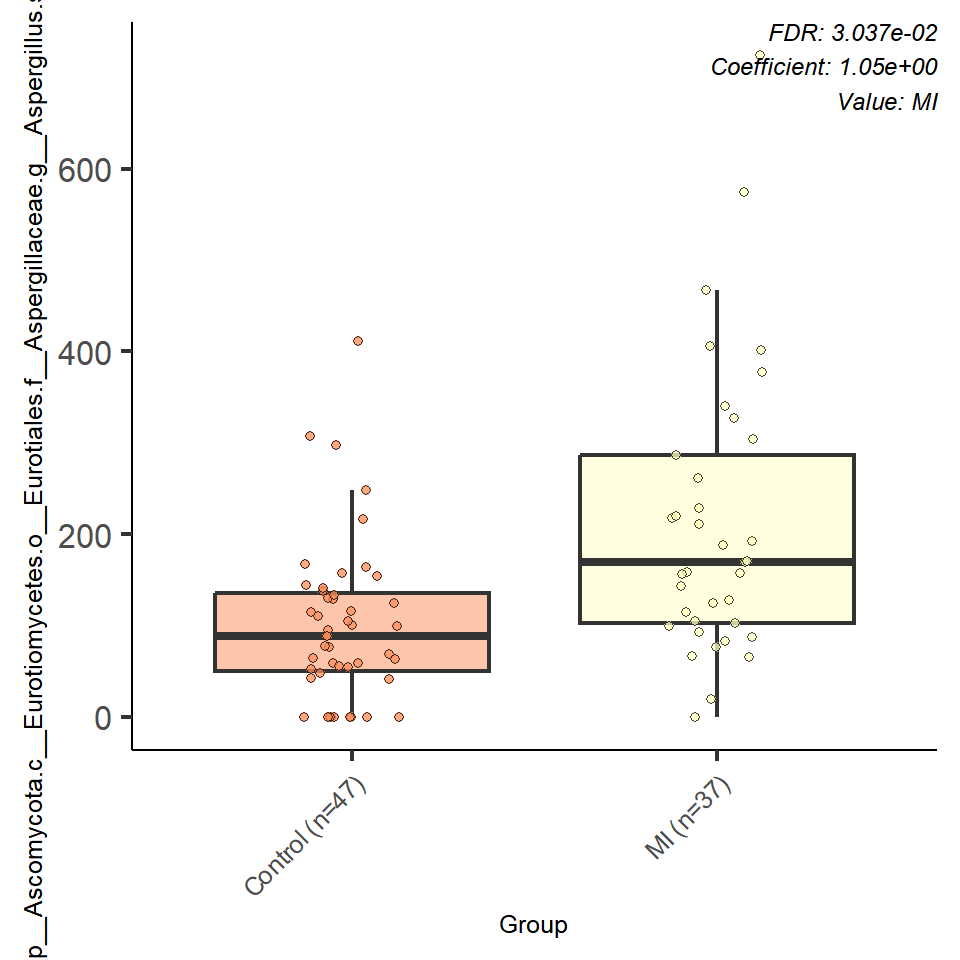 FDR: 3.037e-02
Coefficient: 1.05e+00
Value: MI
p__Ascomycota.c__Eurotiomycetes.o__Eurotiales.f__Aspergillaceae.g__Aspergillus.s
600
400
200
0
Control (n=47)
MI (n=37)
Group